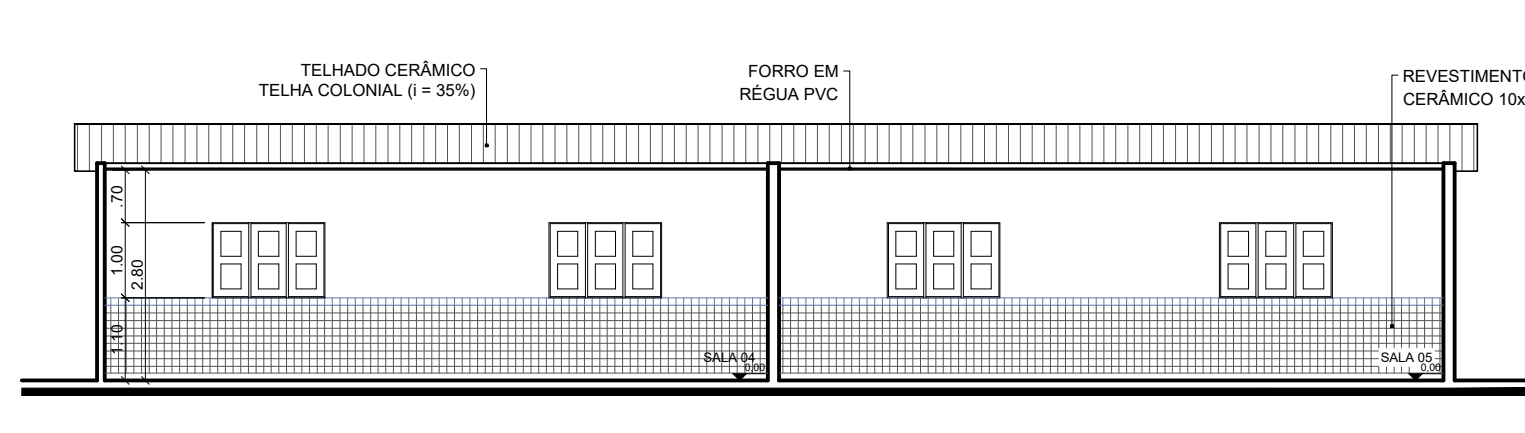 TELHADO CERÂMICO
TELHA COLONIAL (i = 35%)
FORRO EM
RÉGUA PVC
REVESTIMENTO
CERÂMICO 10x
.70
1.00
2.80
1.10
SALA 04
0,00
SALA 05
0,00